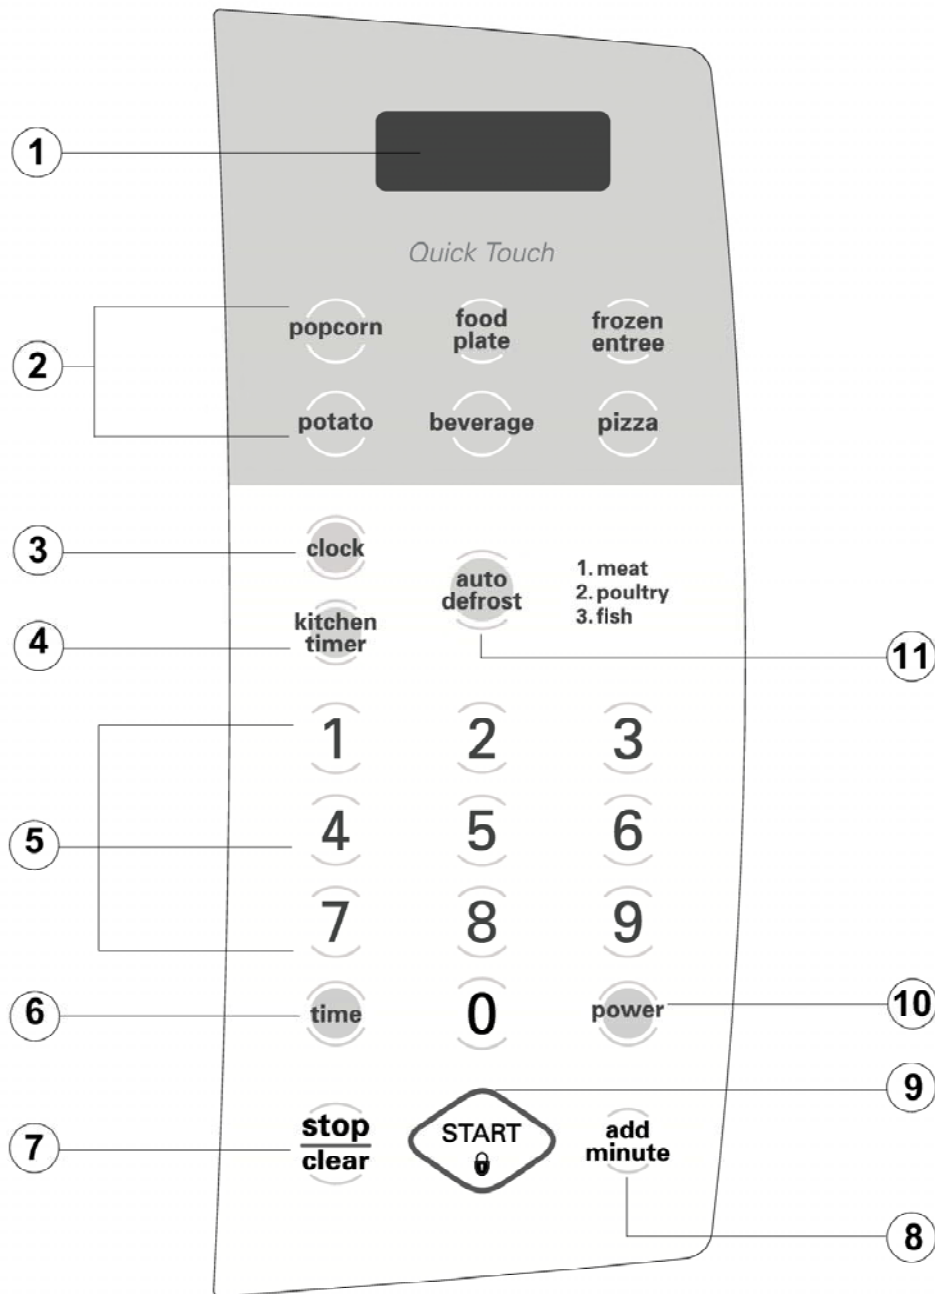 1
Quick Touch
popcorn
food
plate
frozen
entree
2
potato
beverage
pizza
3
clock
auto
defrost
1. meat
2. poultry
3. fish
4
kitchen
timer
11
1
2
3
5
4
5
6
7
8
9
6
time
0
power
10
9
7
stop
clear
START
add
minute
8